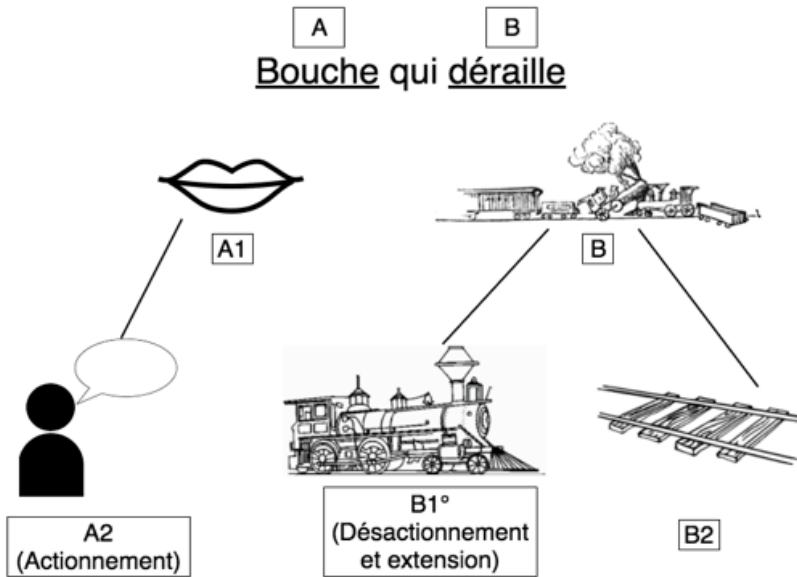 A B
Bouche qui déraille
A1
B
A2
(Actionnement)
B1°
(Désactionnement
et extension)
B2